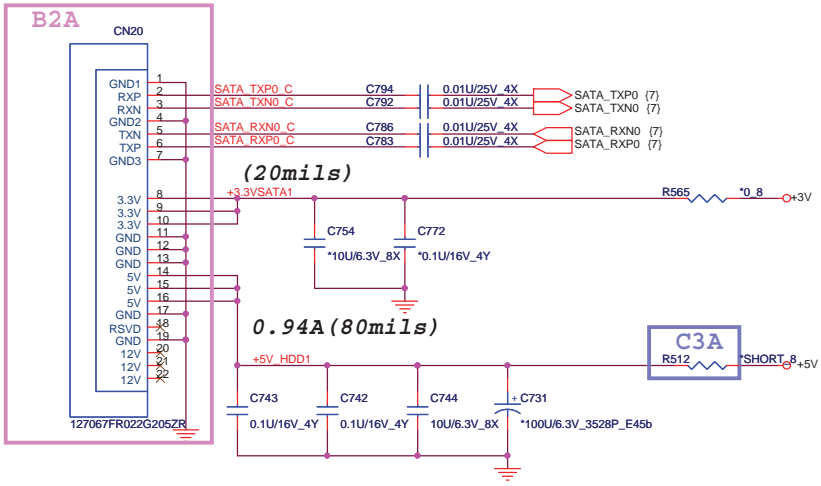 B2A
CN20
GND1 1
RXP 2 SATA_TXP0_C C794 0.01U/25V_4X SATA_TXP0 {7}
RXN 3 SATA_TXN0_C C792 0.01U/25V_4X SATA_TXN0 {7}
GND2 4
TXN 5 SATA_RXN0_C C786 0.01U/25V_4X SATA_RXN0 {7}
TXP 6 SATA_RXP0_C C783 0.01U/25V_4X SATA_RXP0 {7}
GND3 7
(20mils)
3.3V 8 +3.3VSATA1 R565 *0_8 +3V
3.3V 9
3.3V 10
GND 11
GND 12
GND 13
5V 14
5V 15
5V 16
GND 17
RSVD 18
GND 19
12V 20
12V 21
12V 22
C754
*10U/6.3V_8X
C772
*0.1U/16V_4Y
0.94A(80mils)
C3A
+5V_HDD1 R512 *SHORT_8 +5V
C743
0.1U/16V_4Y
C742
0.1U/16V_4Y
C744
10U/6.3V_8X
+ C731
*100U/6.3V_3528P_E45b
127067FR022G205ZR